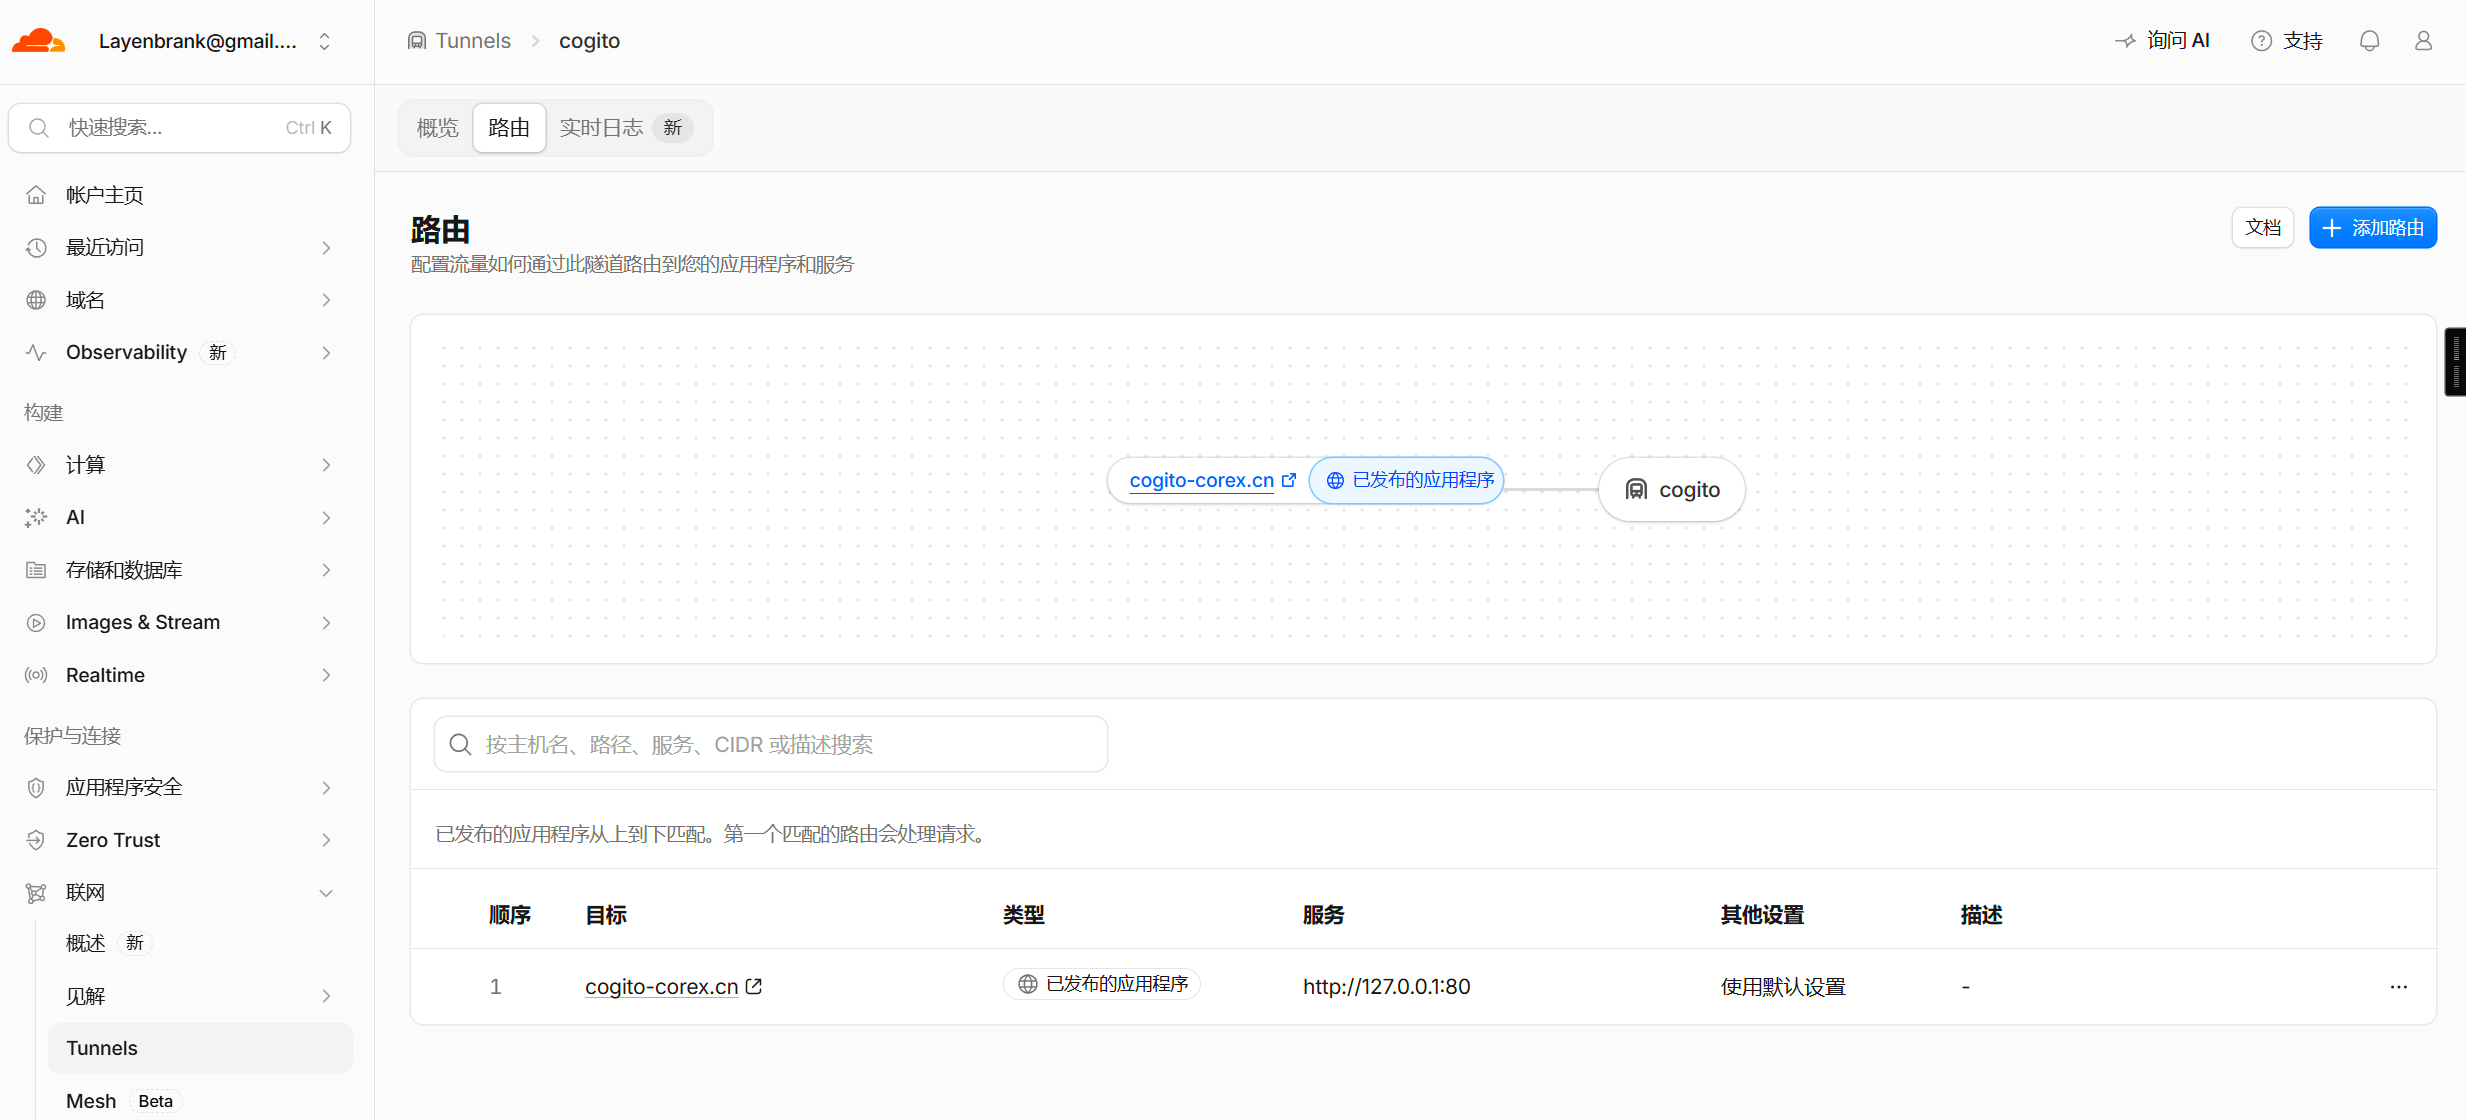 Layenbrank@gmail....
Tunnels > cogito
询问 AI
支持
快速搜索... Ctrl K
概览 路由 实时日志 新
帐户主页
最近访问
域名
Observability 新
构建
计算
AI
存储和数据库
Images & Stream
Realtime
保护与连接
应用程序安全
Zero Trust
联网
概述 新
见解
Tunnels
Mesh Beta
路由
配置流量如何通过此隧道路由到您的应用程序和服务
文档
添加路由
cogito-corex.cn 已发布的应用程序
cogito
按主机名、路径、服务、CIDR 或描述搜索
已发布的应用程序从上到下匹配。第一个匹配的路由会处理请求。
顺序 目标 类型 服务 其他设置 描述
1 cogito-corex.cn 已发布的应用程序 http://127.0.0.1:80 使用默认设置 -